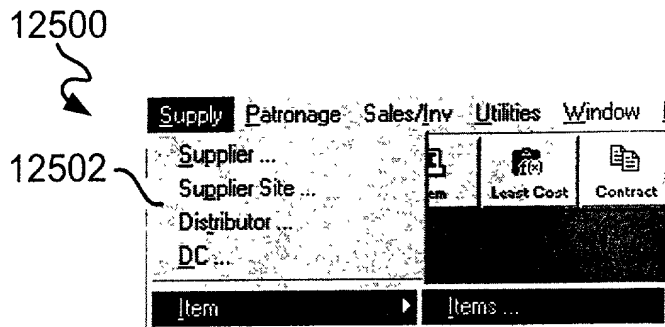 12500
Supply Patronage Sales/Inv Utilities Window
12502
Supplier ...
Supplier Site ...
Distributor ...
DC ...
Least Cost Contract
Item Items ...